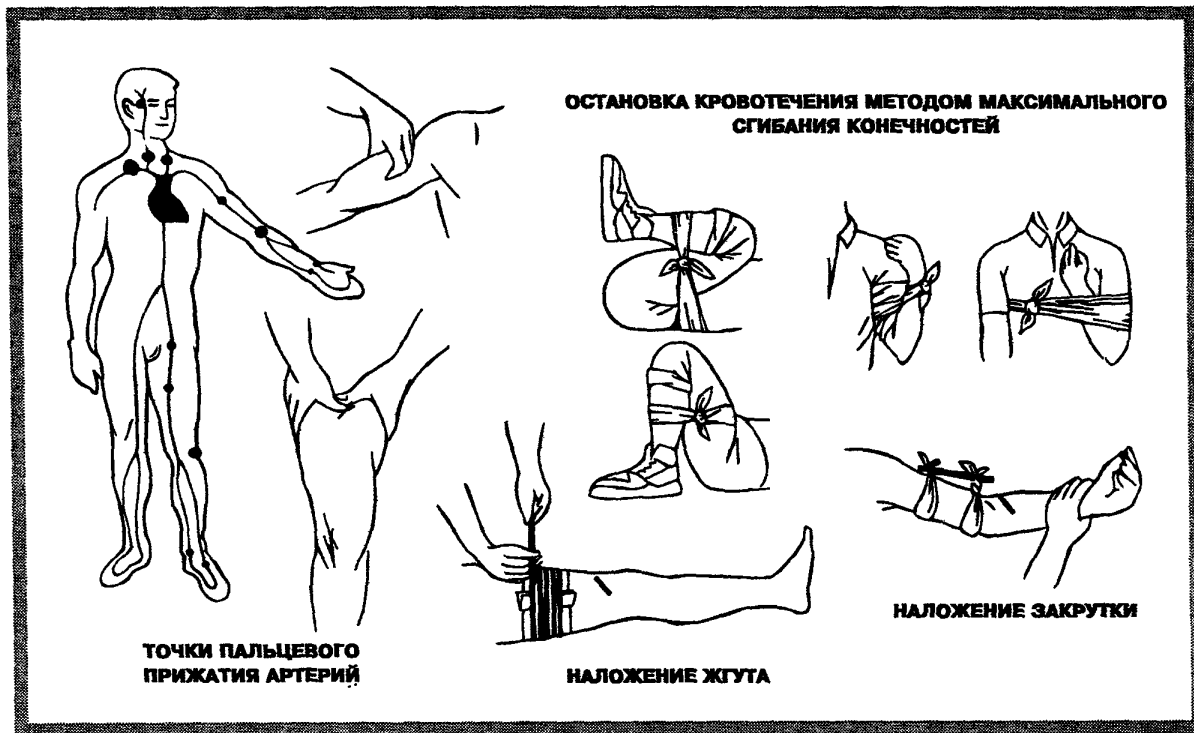 ОСТАНОВКА КРОВОТЕЧЕНИЯ МЕТОДОМ МАКСИМАЛЬНОГО
СГИБАНИЯ КОНЕЧНОСТЕЙ
НАЛОЖЕНИЕ ЗАКРУТКИ
ТОЧКИ ПАЛЬЦЕВОГО
ПРИЖАТИЯ АРТЕРИЙ
НАЛОЖЕНИЕ ЖГУТА